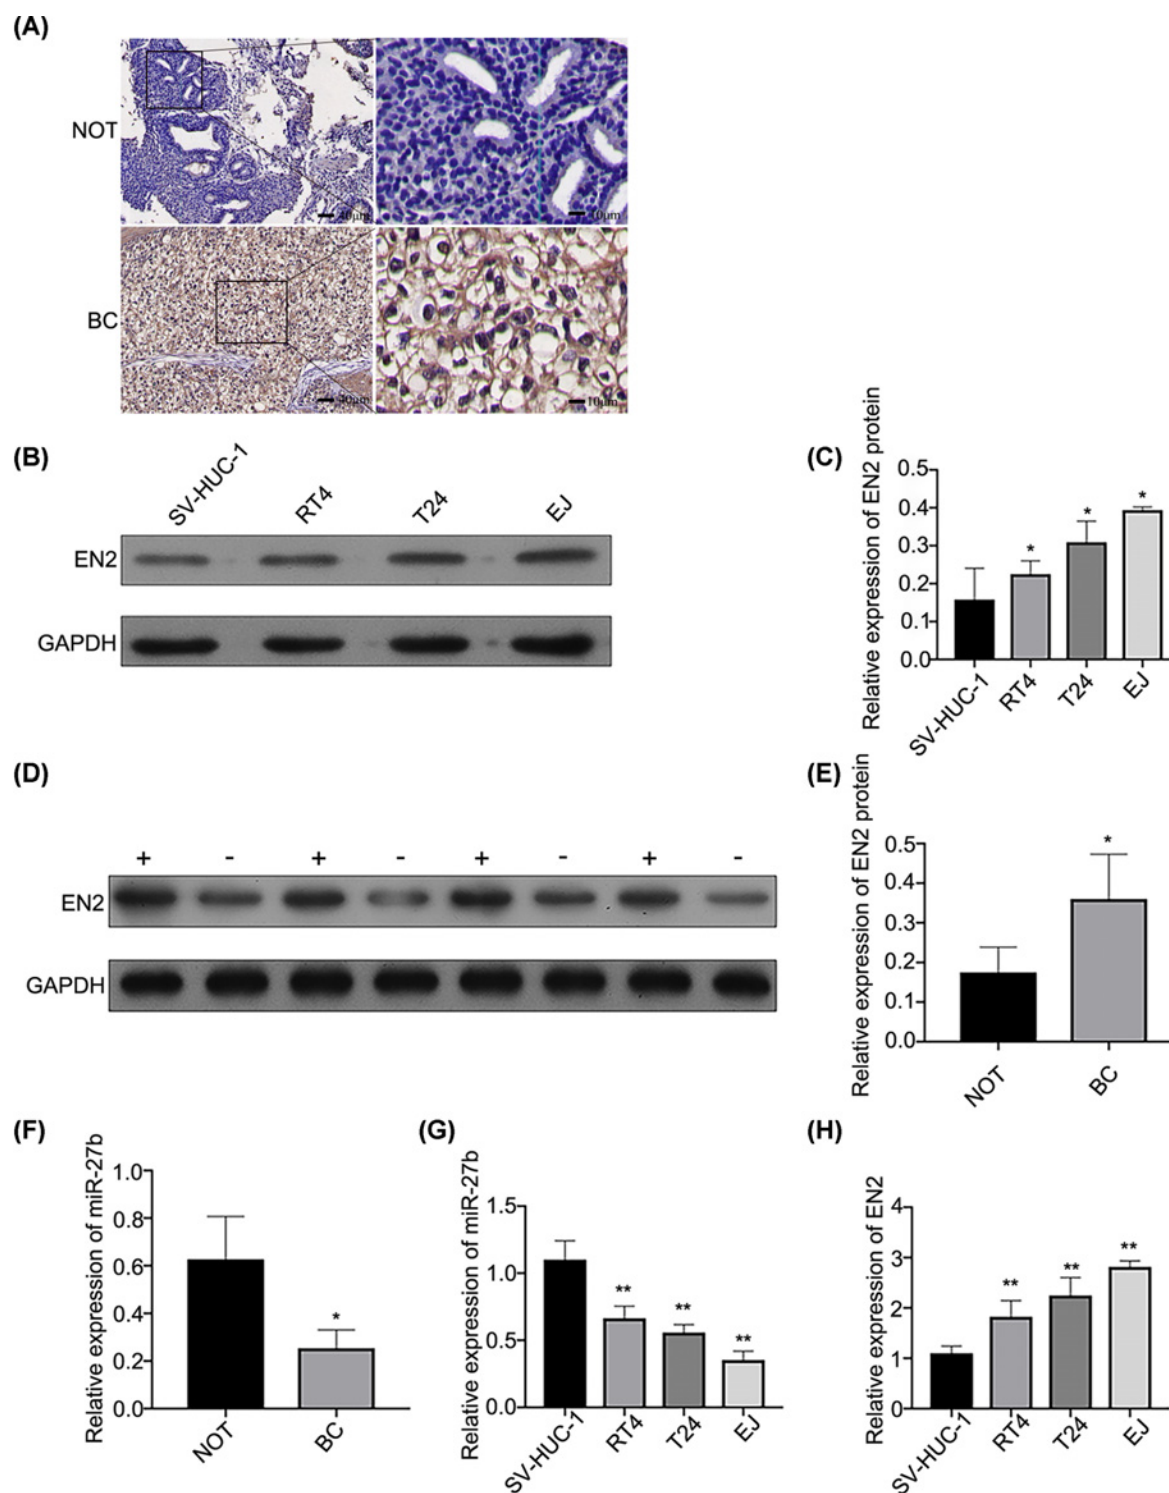 (A)
NOT
40μm
10μm
BC
40μm
10μm
(B)
SV-HUC-1
RT4
T24
EJ
EN2
GAPDH
(C)
Relative expression of EN2 protein
0.5
0.4
0.3
0.2
0.1
0.0
*
*
*
SV-HUC-1
RT4
T24
EJ
(D)
+ - + - + - + -
EN2
GAPDH
(E)
Relative expression of EN2 protein
0.5
0.4
0.3
0.2
0.1
0.0
*
NOT
BC
(F)
Relative expression of miR-27b
1.0
0.8
0.6
0.4
0.2
0.0
*
NOT
BC
(G)
Relative expression of miR-27b
1.5
1.0
0.5
0.0
**
**
**
SV-HUC-1
RT4
T24
EJ
(H)
Relative expression of EN2
4
3
2
1
0
**
**
**
SV-HUC-1
RT4
T24
EJ